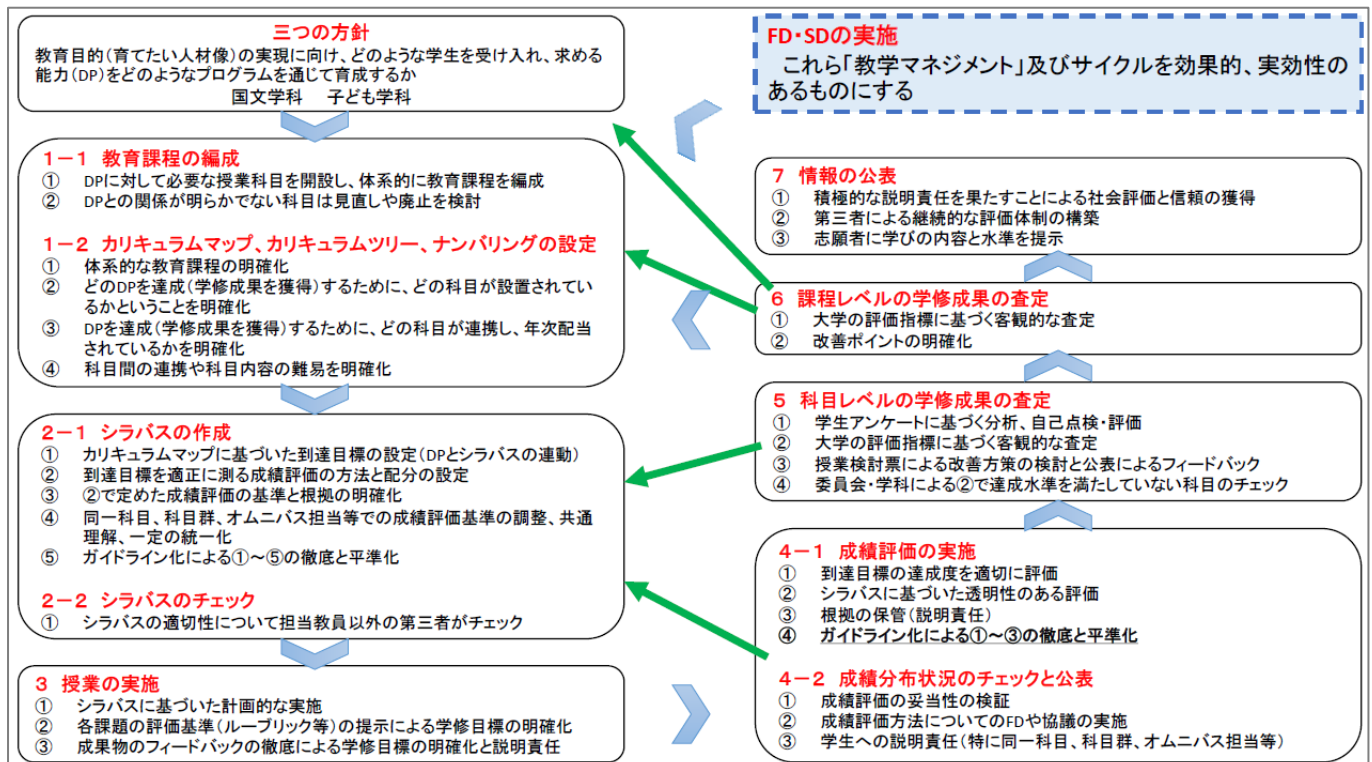 三つの方針
教育目的(育てたい人材像)の実現に向け、どのような学生を受け入れ、求める
能力(DP)をどのようなプログラムを通じて育成するか
国文学科 子ども学科
1－1 教育課程の編成
① DPに対して必要な授業科目を開設し、体系的に教育課程を編成
② DPとの関係が明らかでない科目は見直しや廃止を検討
1－2 カリキュラムマップ、カリキュラムツリー、ナンバリングの設定
① 体系的な教育課程の明確化
② どのDPを達成(学修成果を獲得)するために、どの科目が設置されてい
るかということを明確化
③ DPを達成(学修成果を獲得)するために、どの科目が連携し、年次配当
されているかを明確化
④ 科目間の連携や科目内容の難易を明確化
2－1 シラバスの作成
① カリキュラムマップに基づいた到達目標の設定(DPとシラバスの連動)
② 到達目標を適正に測る成績評価の方法と配分の設定
③ ②で定めた成績評価の基準と根拠の明確化
④ 同一科目、科目群、オムニバス担当等での成績評価基準の調整、共通
理解、一定の統一化
⑤ ガイドライン化による①～⑤の徹底と平準化
2－2 シラバスのチェック
① シラバスの適切性について担当教員以外の第三者がチェック
3 授業の実施
① シラバスに基づいた計画的な実施
② 各課題の評価基準(ルーブリック等)の提示による学修目標の明確化
③ 成果物のフィードバックの徹底による学修目標の明確化と説明責任
FD・SDの実施
これら「教学マネジメント」及びサイクルを効果的、実効性の
あるものにする
7 情報の公表
① 積極的な説明責任を果たすことによる社会評価と信頼の獲得
② 第三者による継続的な評価体制の構築
③ 志願者に学びの内容と水準を提示
6 課程レベルの学修成果の査定
① 大学の評価指標に基づく客観的な査定
② 改善ポイントの明確化
5 科目レベルの学修成果の査定
① 学生アンケートに基づく分析、自己点検・評価
② 大学の評価指標に基づく客観的な査定
③ 授業検討票による改善方策の検討と公表によるフィードバック
④ 委員会・学科による②で達成水準を満たしていない科目のチェック
4－1 成績評価の実施
① 到達目標の達成度を適切に評価
② シラバスに基づいた透明性のある評価
③ 根拠の保管(説明責任)
④ ガイドライン化による①～③の徹底と平準化
4－2 成績分布状況のチェックと公表
① 成績評価の妥当性の検証
② 成績評価方法についてのFDや協議の実施
③ 学生への説明責任(特に同一科目、科目群、オムニバス担当等)